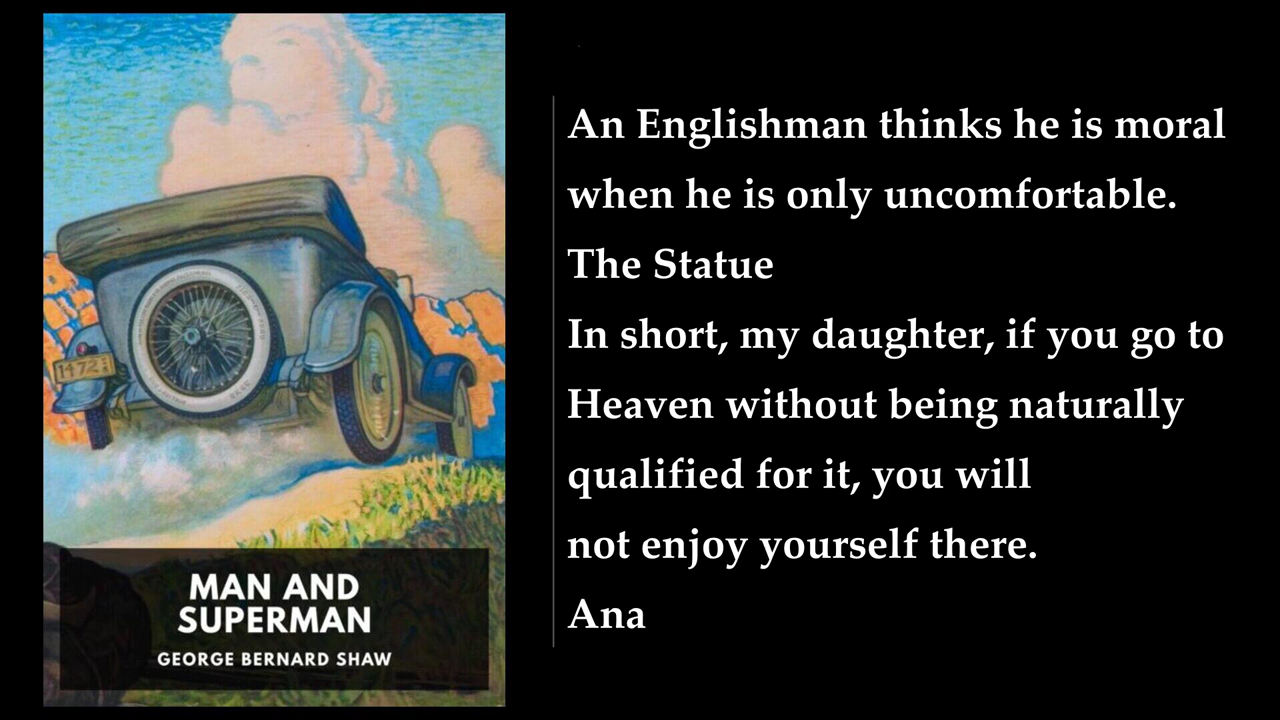 An Englishman thinks he is moral
when he is only uncomfortable.
The Statue
In short, my daughter, if you go to
Heaven without being naturally
qualified for it, you will
not enjoy yourself there.
Ana
1472
MAN AND
SUPERMAN
GEORGE BERNARD SHAW